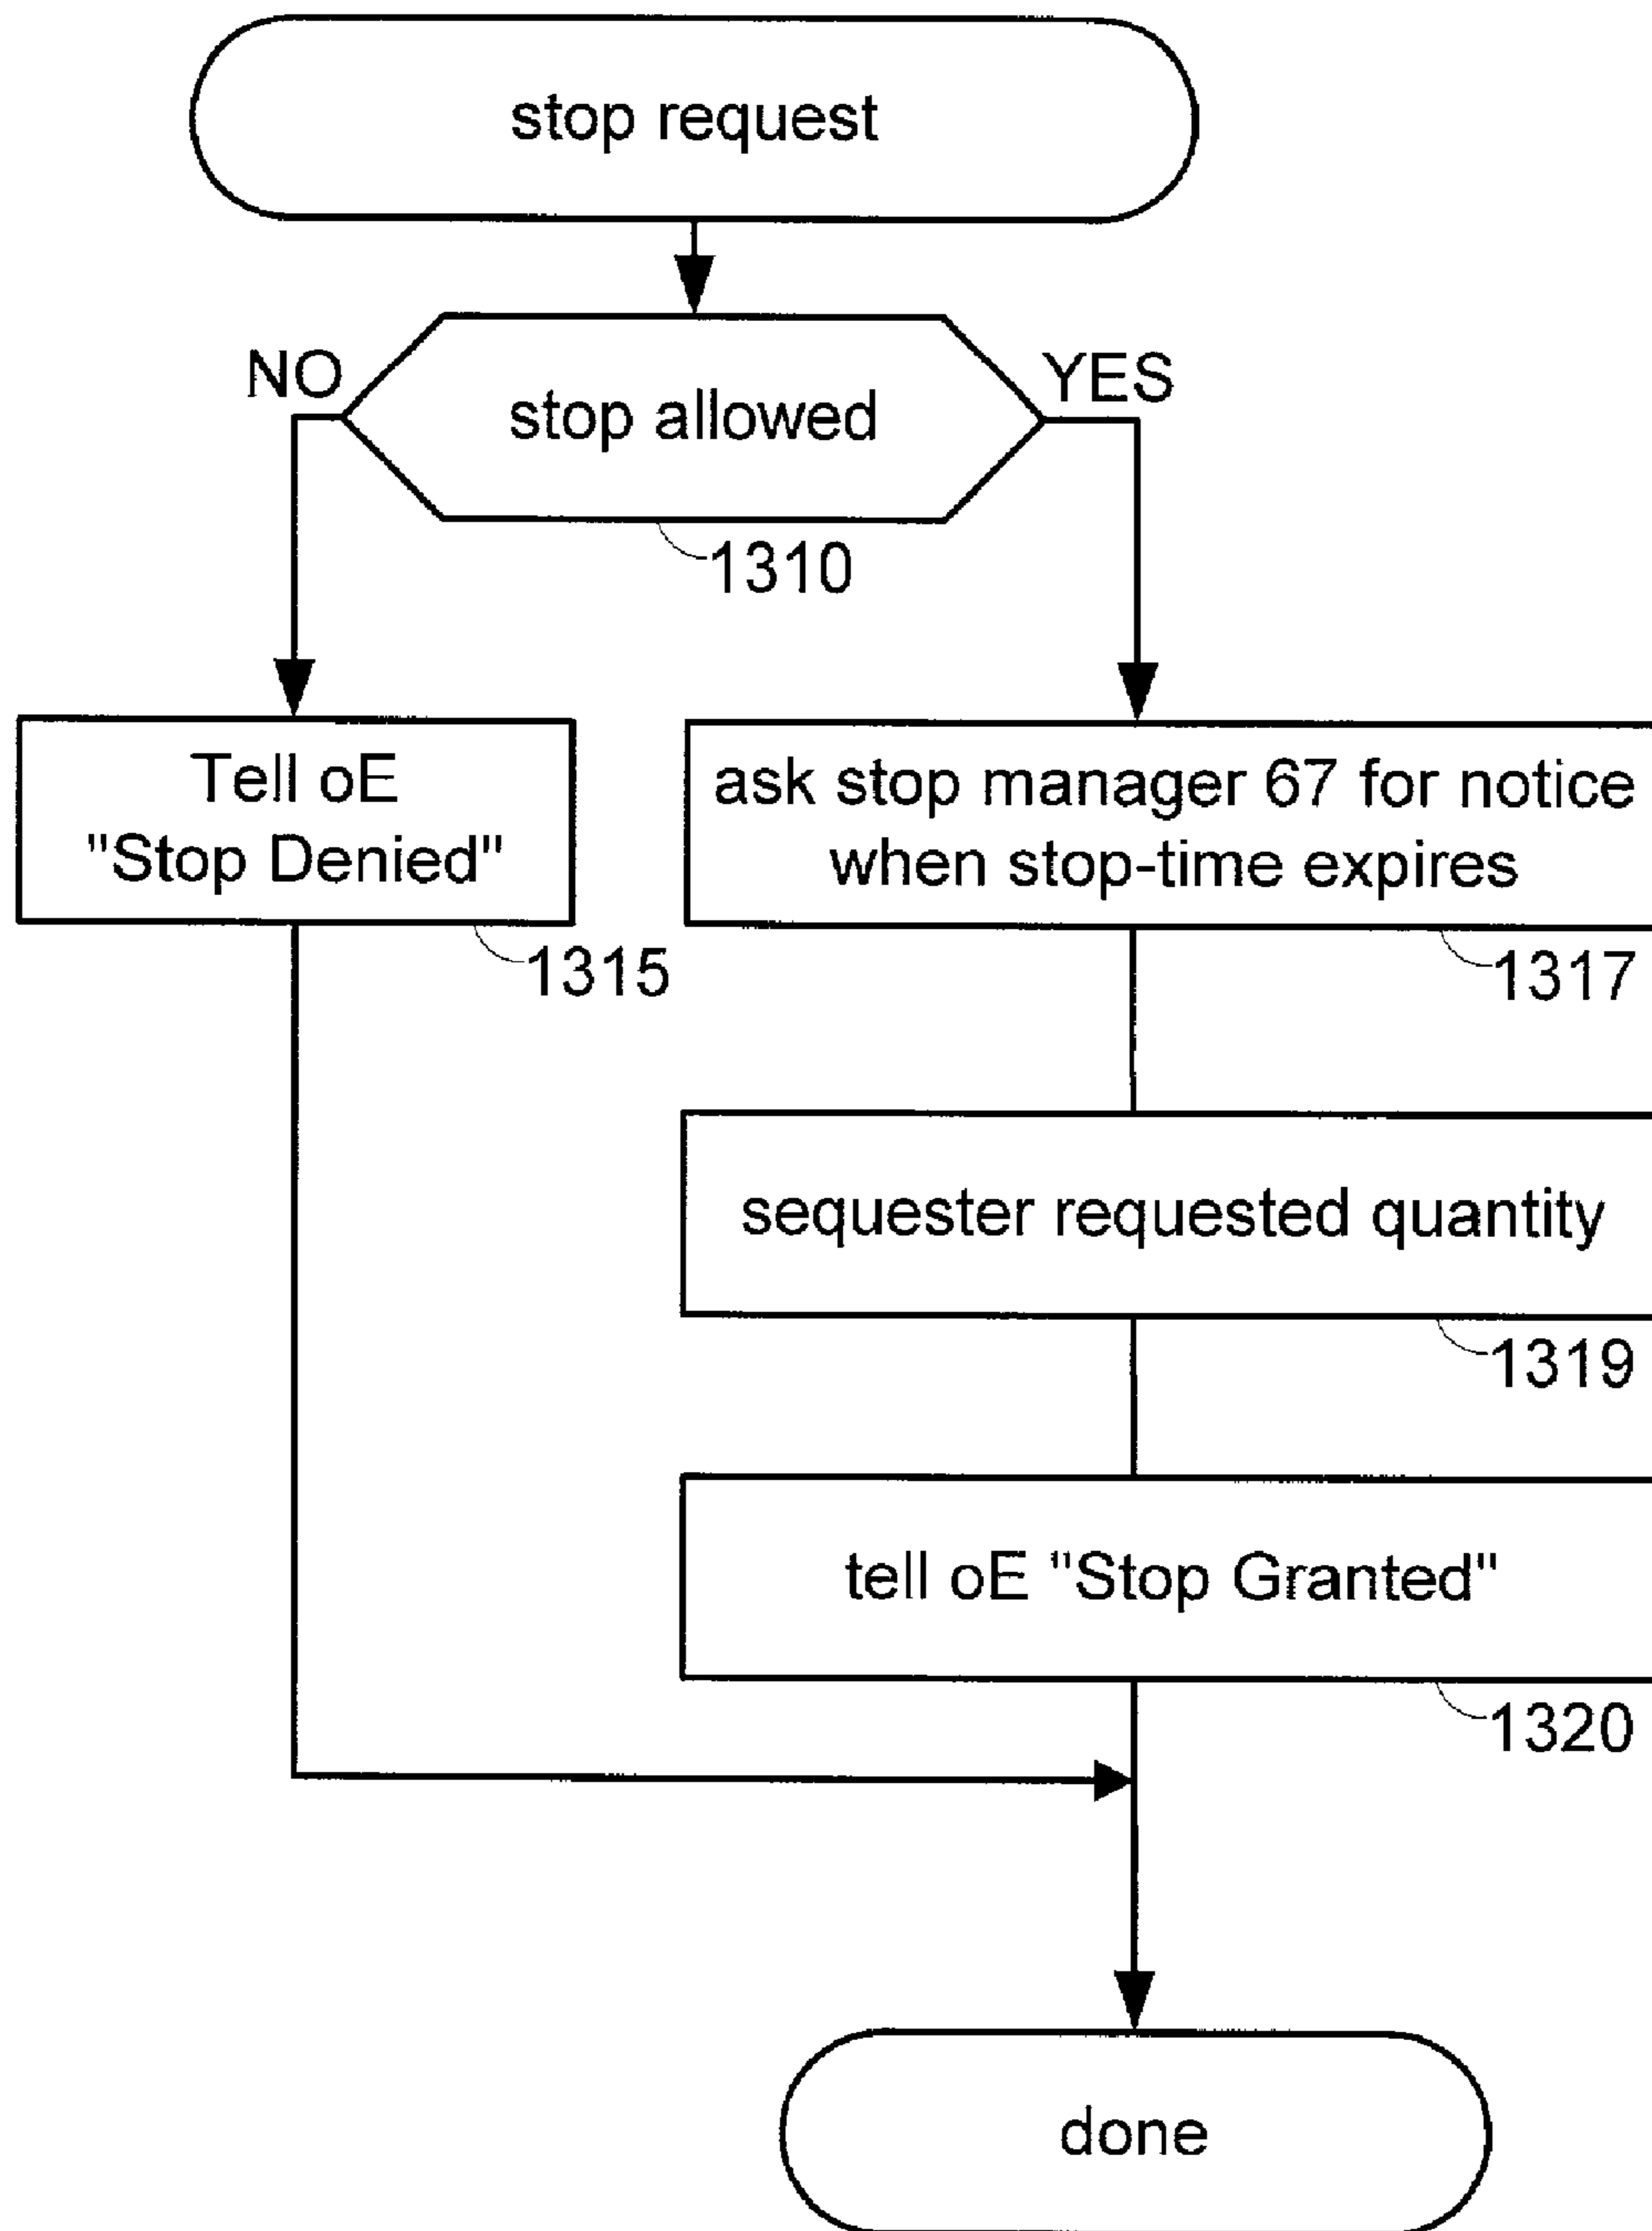 stop request
NO
YES
stop allowed
1310
Tell oE
"Stop Denied"
1315
ask stop manager 67 for notice
when stop-time expires
1317
sequester requested quantity
1319
tell oE "Stop Granted"
1320
done